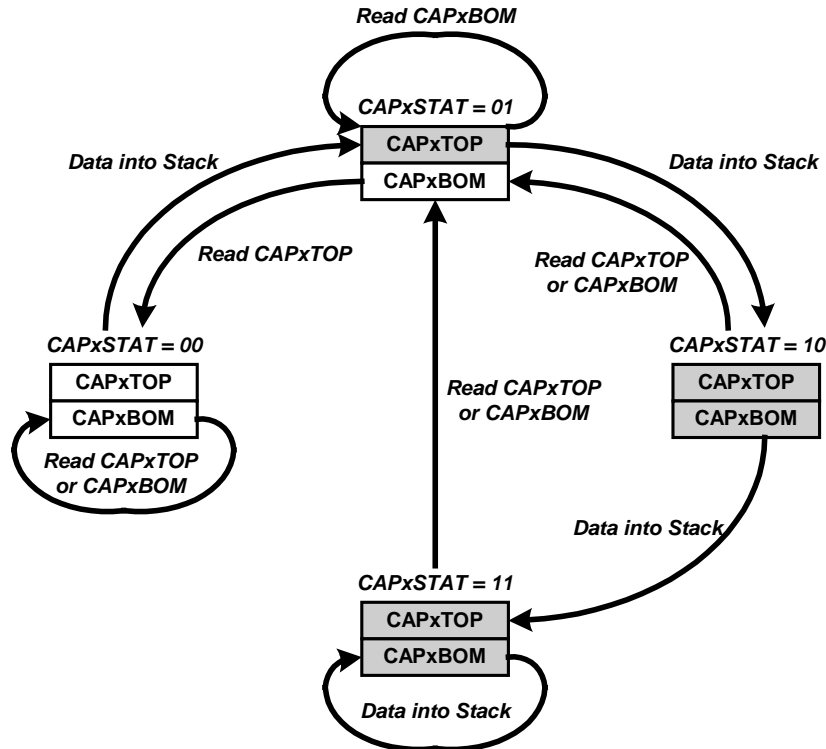 Read CAPxBOM
CAPxSTAT = 01
CAPxTOP
CAPxBOM
Data into Stack
Data into Stack
Read CAPxTOP
Read CAPxTOP
or CAPxBOM
CAPxSTAT = 00
CAPxTOP
CAPxBOM
Read CAPxTOP
or CAPxBOM
CAPxSTAT = 10
CAPxTOP
CAPxBOM
Read CAPxTOP
or CAPxBOM
Data into Stack
CAPxSTAT = 11
CAPxTOP
CAPxBOM
Data into Stack